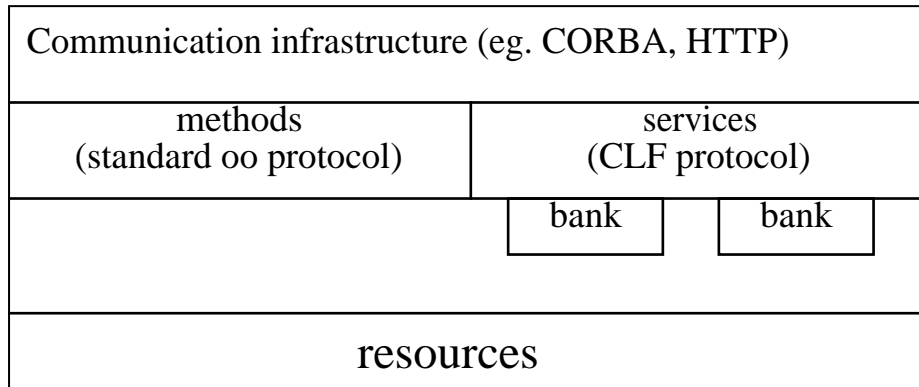 Communication infrastructure (eg. CORBA, HTTP)
methods
(standard oo protocol)
services
(CLF protocol)
bank
bank
resources